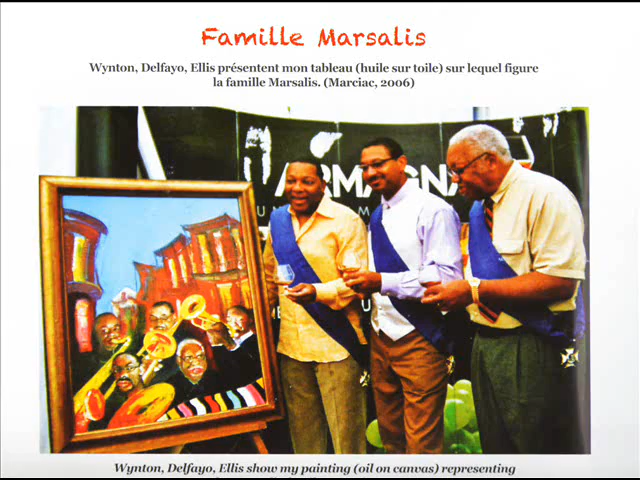 Famille Marsalis
Wynton, Delfayo, Ellis présentent mon tableau (huile sur toile) sur lequel figure
la famille Marsalis. (Marciac, 2006)
ARMAGNA
Wynton, Delfayo, Ellis show my painting (oil on canvas) representing